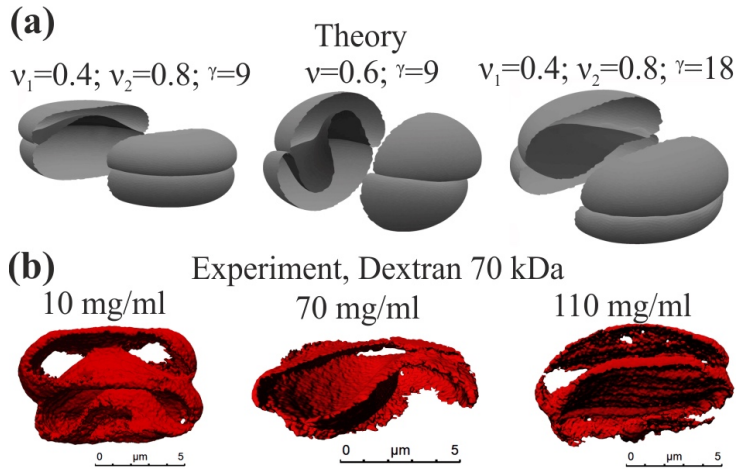 (a)
Theory
ν₁=0.4; ν₂=0.8; γ=9
ν=0.6; γ=9
ν₁=0.4; ν₂=0.8; γ=18
(b)
Experiment, Dextran 70 kDa
10 mg/ml
70 mg/ml
110 mg/ml
0 µm 5
0 µm 5
0 µm 5